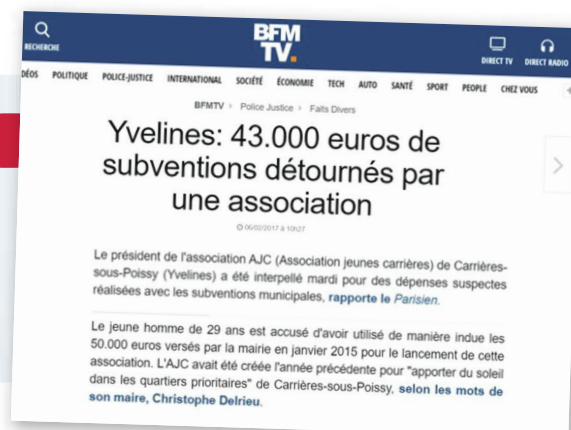 BFM
TV.
RECHERCHE
DIRECT TV DIRECT RADIO
DÉOS POLITIQUE POLICE-JUSTICE INTERNATIONAL SOCIÉTÉ ÉCONOMIE TECH AUTO SANTÉ SPORT PEOPLE CHEZ VOUS
BFMTV > Police Justice > Faits Divers
Yvelines: 43.000 euros de
subventions détournés par
une association
06/02/2017 à 10h27
Le président de l'association AJC (Association jeunes carrières) de Carrières-
sous-Poissy (Yvelines) a été interpellé mardi pour des dépenses suspectes
réalisées avec les subventions municipales, rapporte le Parisien.
Le jeune homme de 29 ans est accusé d'avoir utilisé de manière indue les
50.000 euros versés par la mairie en janvier 2015 pour le lancement de cette
association. L'AJC avait été créée l'année précédente pour "apporter du soleil
dans les quartiers prioritaires" de Carrières-sous-Poissy, selon les mots de
son maire, Christophe Delrieu.